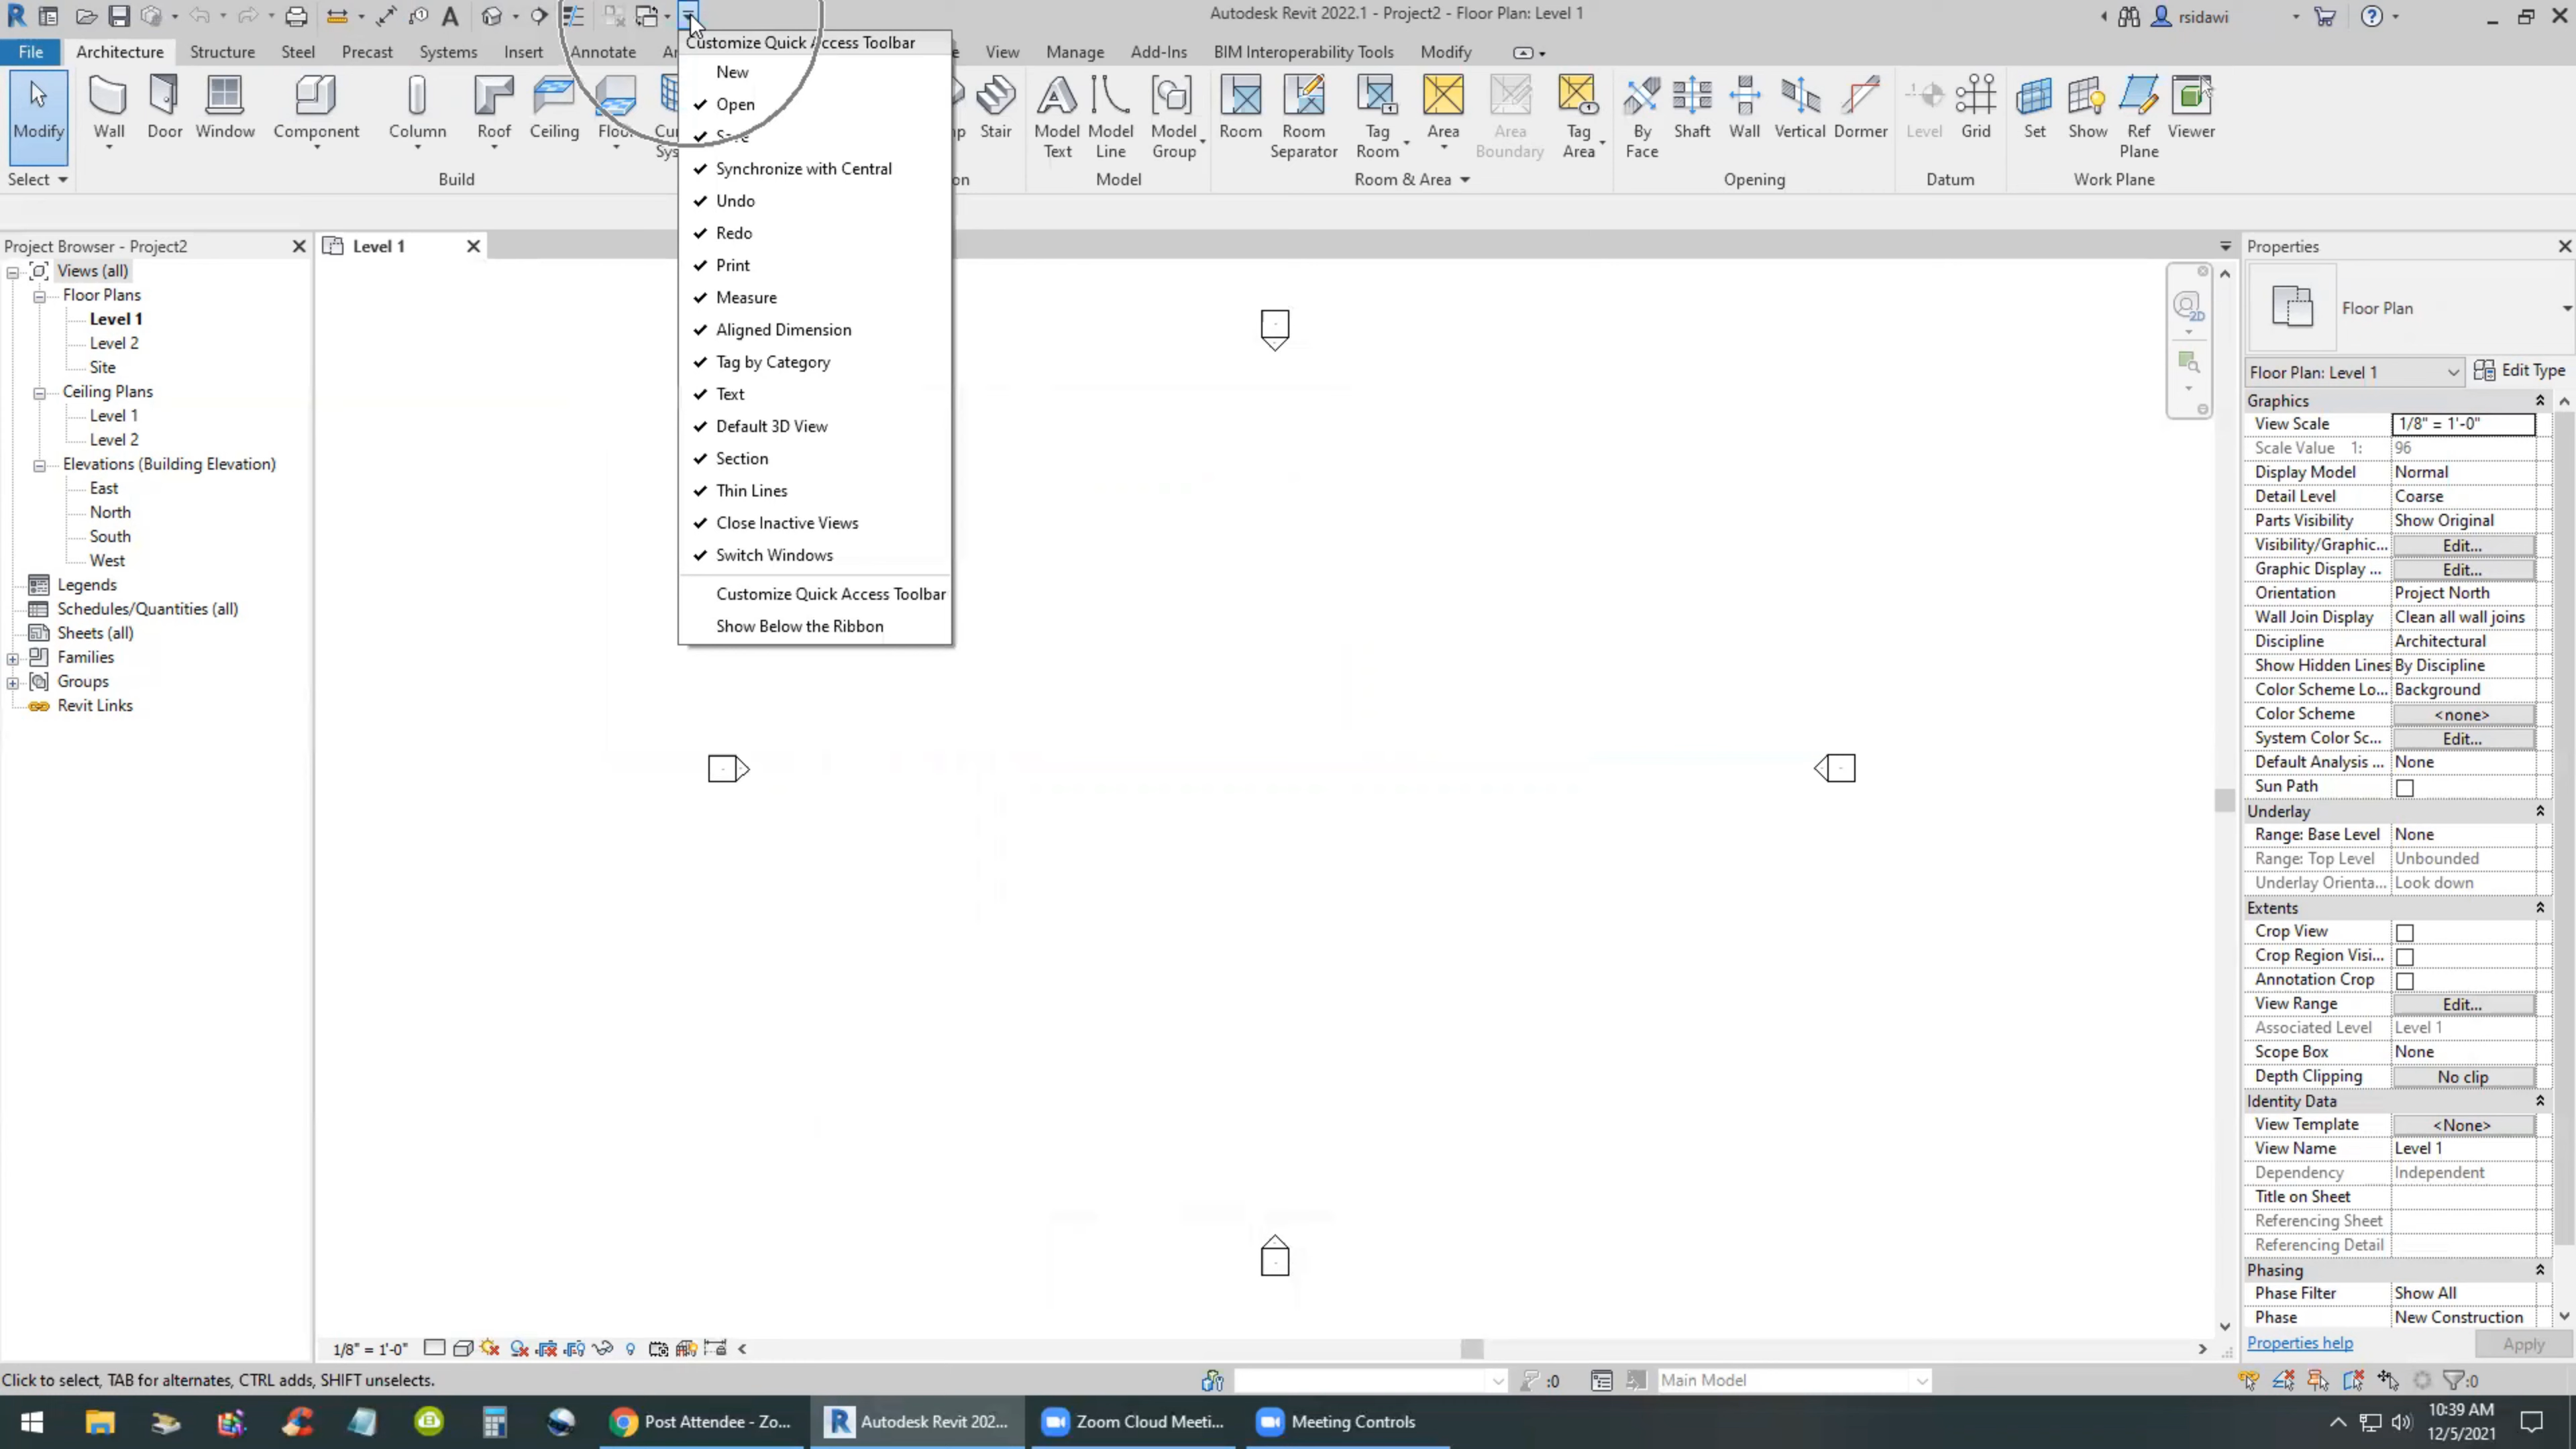 Autodesk Revit 2022.1 - Project2 - Floor Plan: Level 1
rsidawi
File
Architecture
Structure
Steel
Precast
Systems
Insert
Annotate
View
Manage
Add-Ins
BIM Interoperability Tools
Modify
Modify
Wall
Door
Window
Component
Column
Roof
Ceiling
Stair
Model Text
Model Line
Model Group
Room
Room Separator
Tag Room
Area
Area Boundary
Tag Area
By Face
Shaft
Wall
Vertical
Dormer
Level
Grid
Set
Show
Ref Plane
Viewer
Select
Build
Model
Room & Area
Opening
Datum
Work Plane
Customize Quick Access Toolbar
New
Open
Synchronize with Central
Undo
Redo
Print
Measure
Aligned Dimension
Tag by Category
Text
Default 3D View
Section
Thin Lines
Close Inactive Views
Switch Windows
Customize Quick Access Toolbar
Show Below the Ribbon
Project Browser - Project2
Views (all)
Floor Plans
Level 1
Level 2
Site
Ceiling Plans
Level 1
Level 2
Elevations (Building Elevation)
East
North
South
West
Legends
Schedules/Quantities (all)
Sheets (all)
Families
Groups
Revit Links
Level 1
2D
Properties
Floor Plan
Floor Plan: Level 1
Edit Type
Graphics
View Scale 1/8" = 1'-0"
Scale Value 1: 96
Display Model Normal
Detail Level Coarse
Parts Visibility Show Original
Visibility/Graphic... Edit...
Graphic Display ... Edit...
Orientation Project North
Wall Join Display Clean all wall joins
Discipline Architectural
Show Hidden Lines By Discipline
Color Scheme Lo... Background
Color Scheme <none>
System Color Sc... Edit...
Default Analysis ... None
Sun Path
Underlay
Range: Base Level None
Range: Top Level Unbounded
Underlay Orienta... Look down
Extents
Crop View
Crop Region Visi...
Annotation Crop
View Range Edit...
Associated Level Level 1
Scope Box None
Depth Clipping No clip
Identity Data
View Template <None>
View Name Level 1
Dependency Independent
Title on Sheet
Referencing Sheet
Referencing Detail
Phasing
Phase Filter Show All
Phase New Construction
Properties help
Apply
1/8" = 1'-0"
Click to select, TAB for alternates, CTRL adds, SHIFT unselects.
:0
Main Model
:0
Post Attendee - Zo...
Autodesk Revit 202...
Zoom Cloud Meeti...
Meeting Controls
10:39 AM
12/5/2021